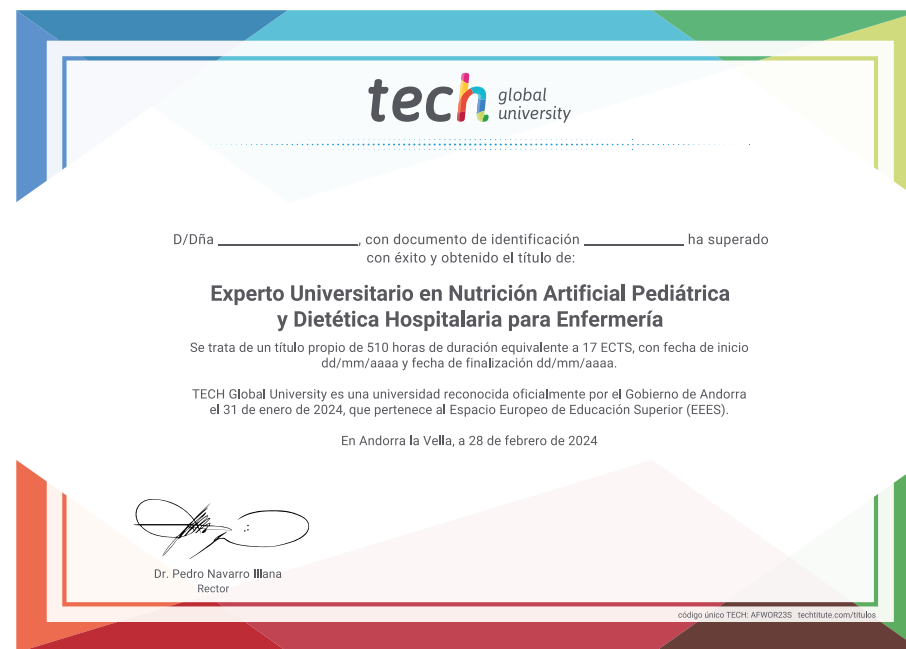 tech global
university
D/Dña ______________, con documento de identificación __________ ha superado
con éxito y obtenido el título de:
Experto Universitario en Nutrición Artificial Pediátrica
y Dietética Hospitalaria para Enfermería
Se trata de un título propio de 510 horas de duración equivalente a 17 ECTS, con fecha de inicio
dd/mm/aaaa y fecha de finalización dd/mm/aaaa.
TECH Global University es una universidad reconocida oficialmente por el Gobierno de Andorra
el 31 de enero de 2024, que pertenece al Espacio Europeo de Educación Superior (EEES).
En Andorra la Vella, a 28 de febrero de 2024
Dr. Pedro Navarro Illana
Rector
código único TECH: AFWOR23S techtitute.com/titulos